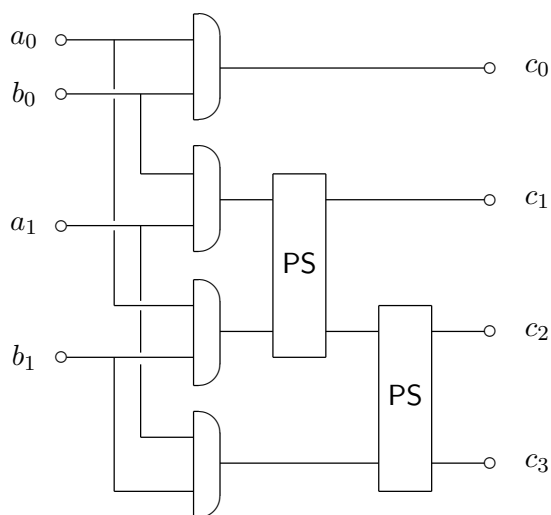 a₀
c₀
b₀
c₁
a₁
PS
c₂
b₁
PS
c₃